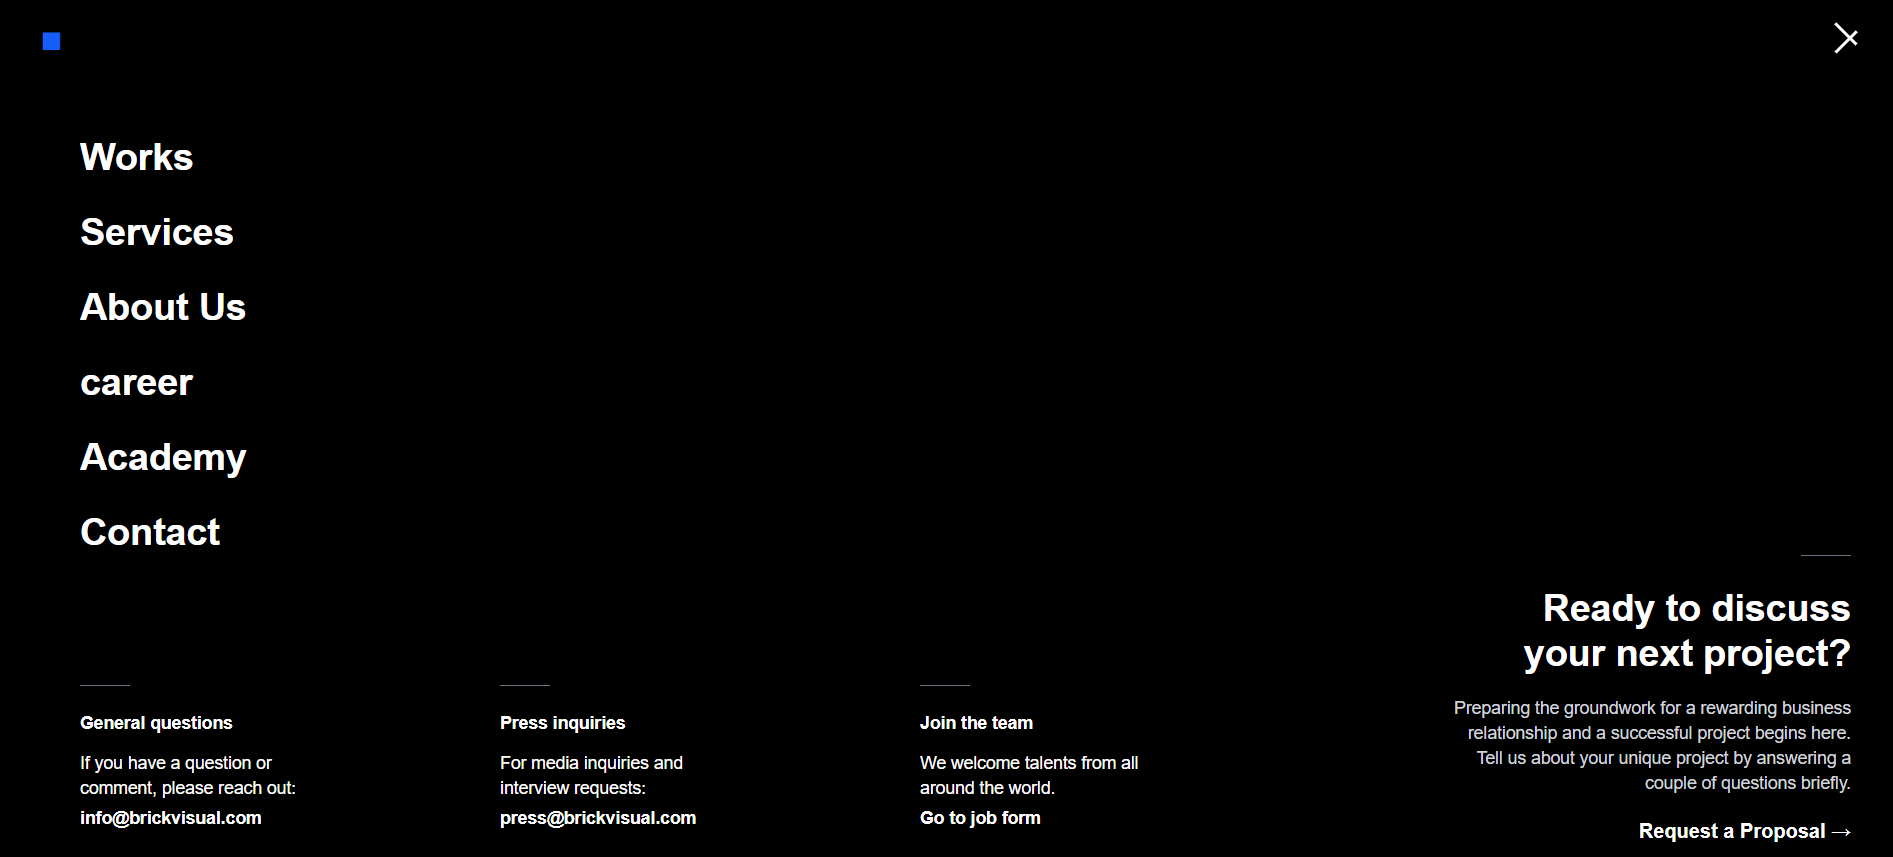 Works
Services
About Us
career
Academy
Contact
Ready to discuss
your next project?
Preparing the groundwork for a rewarding business
relationship and a successful project begins here.
Tell us about your unique project by answering a
couple of questions briefly.
Request a Proposal →
General questions
If you have a question or
comment, please reach out:
info@brickvisual.com
Press inquiries
For media inquiries and
interview requests:
press@brickvisual.com
Join the team
We welcome talents from all
around the world.
Go to job form